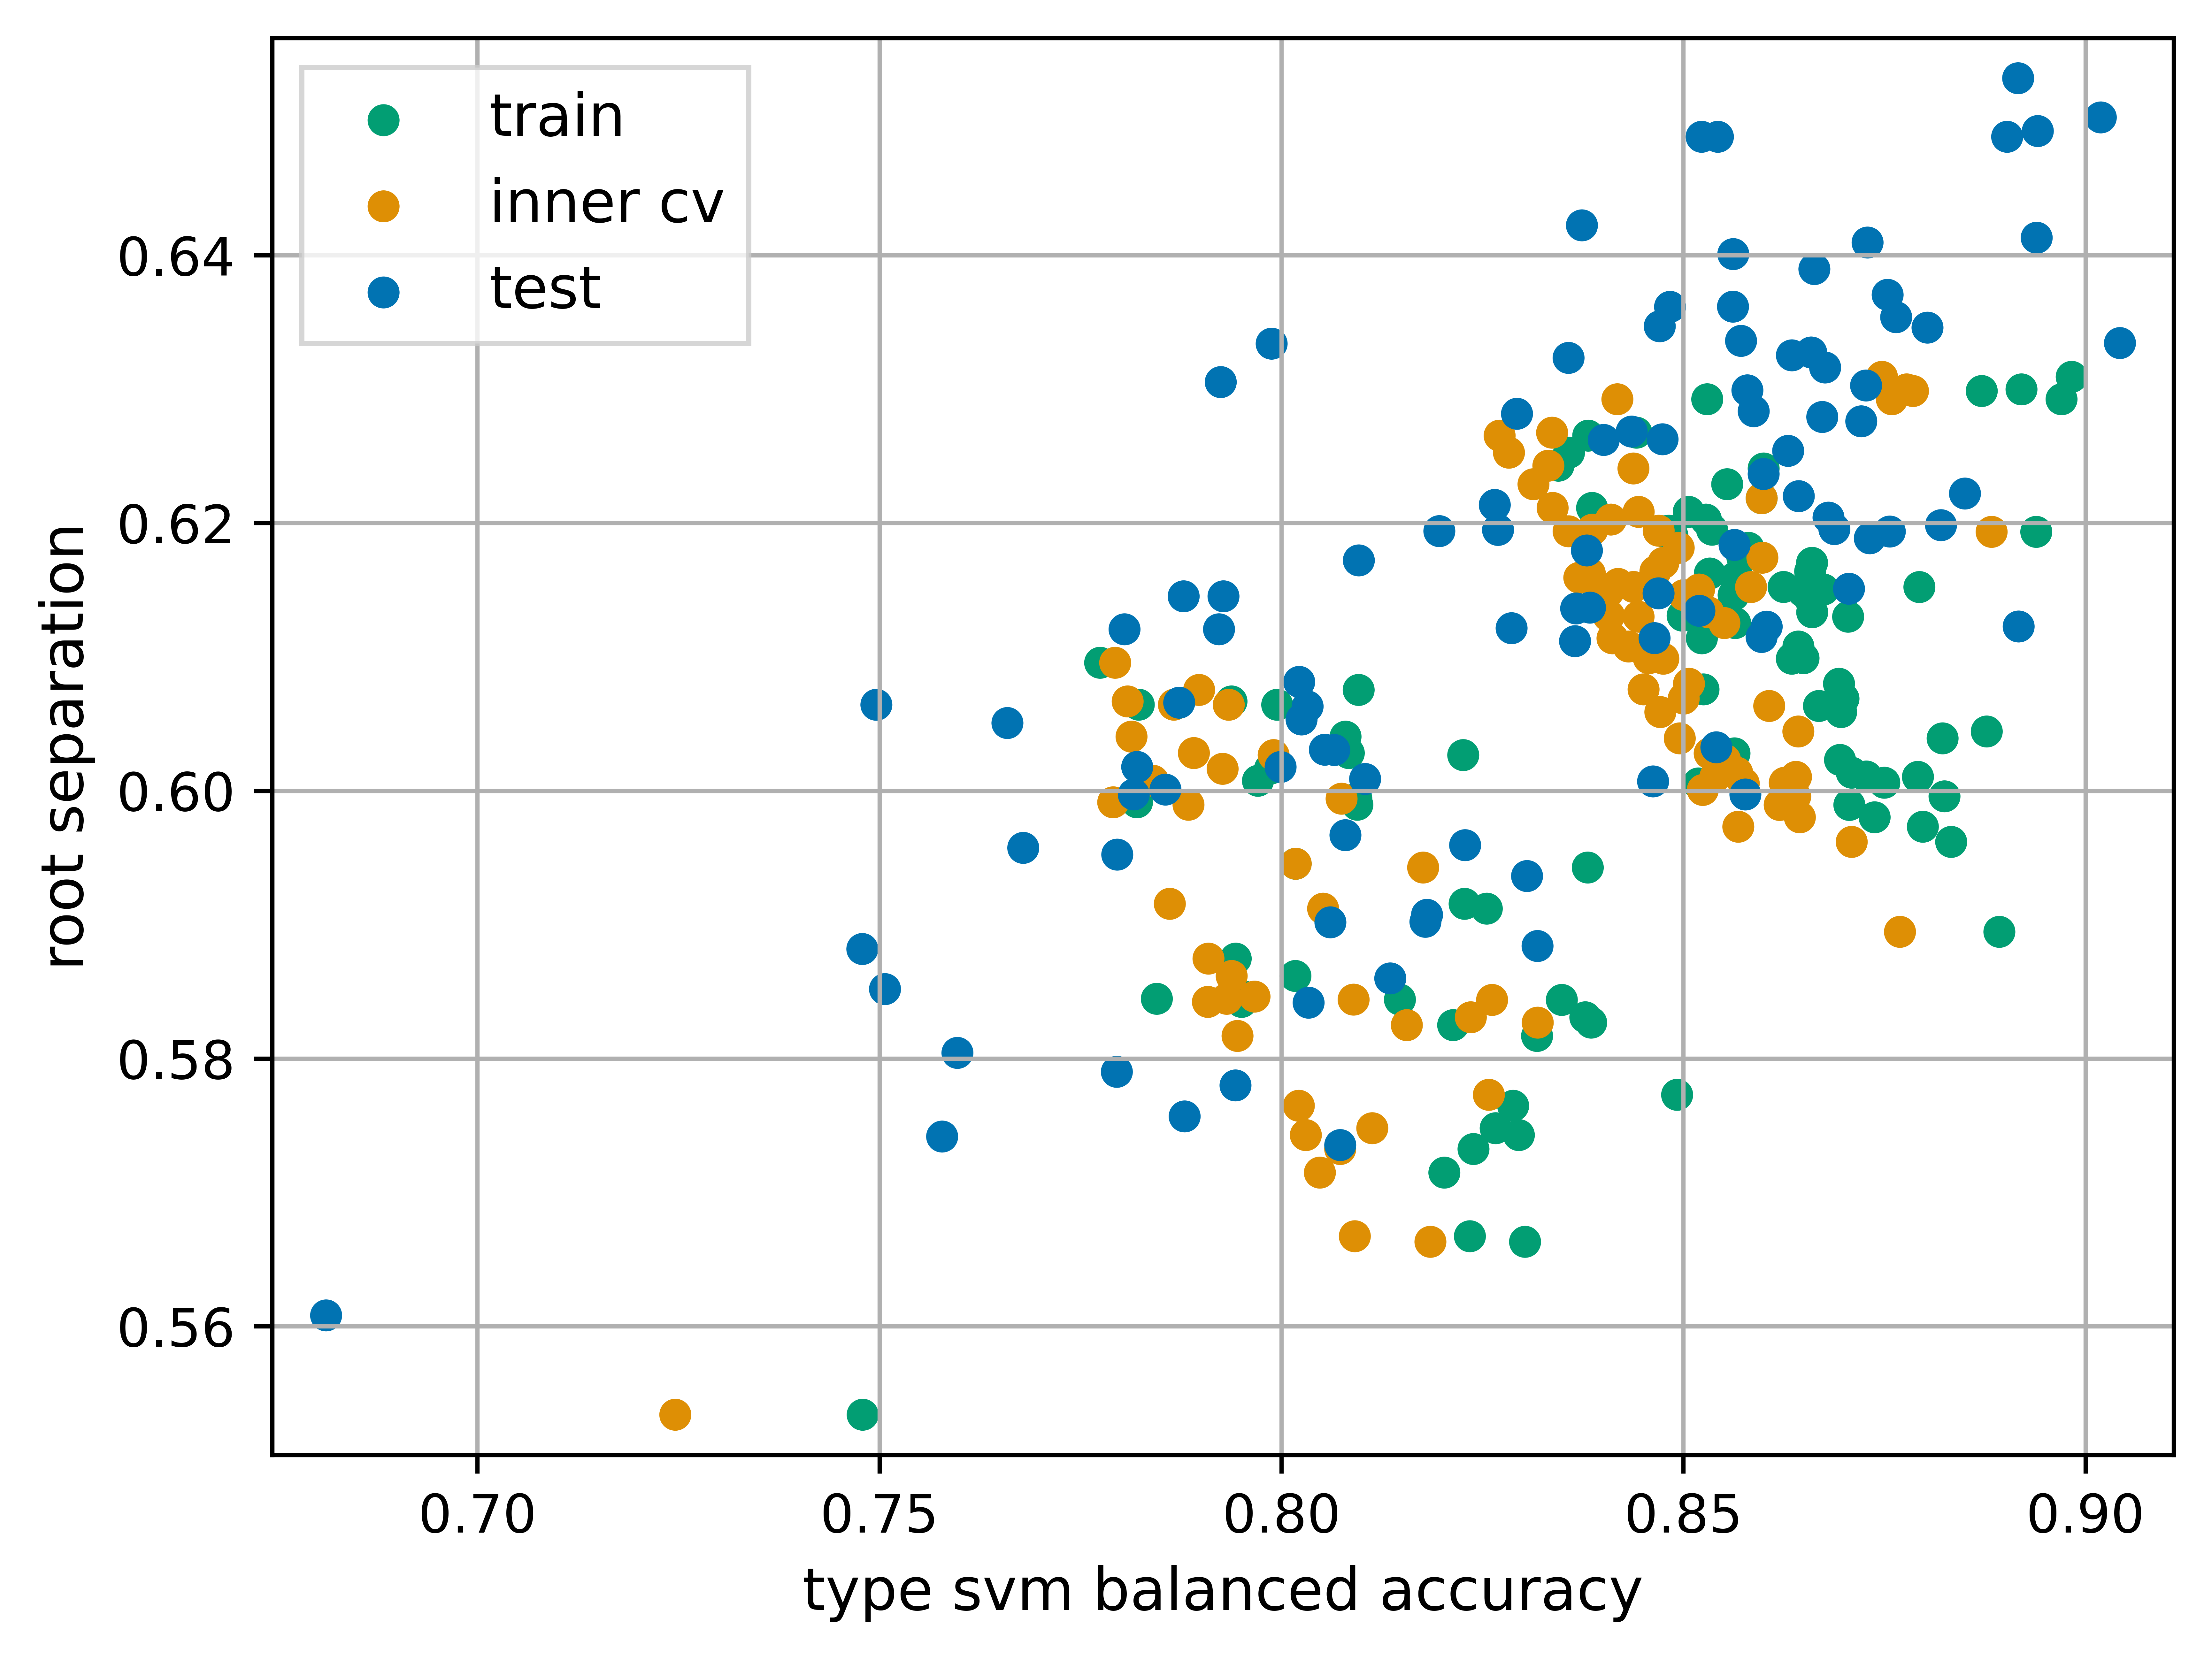 train
inner cv
test
0.64
0.62
0.60
0.58
0.56
root separation
0.70
0.75
0.80
0.85
0.90
type svm balanced accuracy